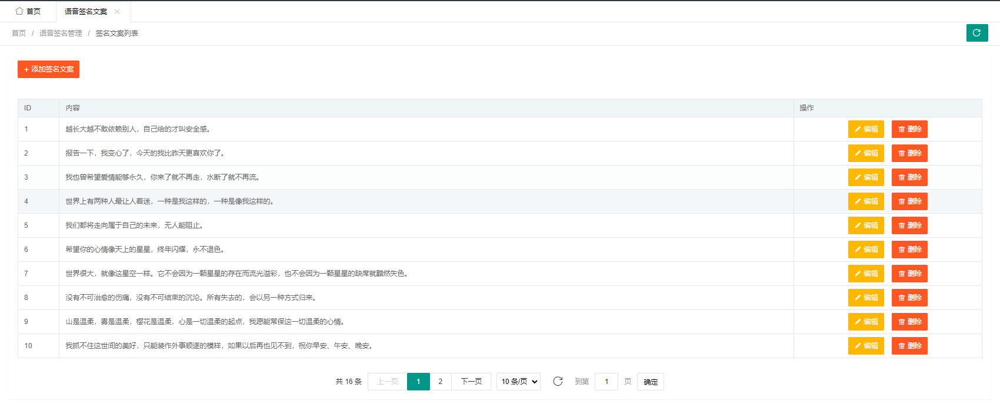 首页 语音签名文案
首页 / 语音签名管理 / 签名文案列表
+ 添加签名文案
ID 内容 操作
1 越长大越不敢依赖别人，自己给的才叫安全感。 编辑 删除
2 报告一下，我变心了，今天的我比昨天更喜欢你了。 编辑 删除
3 我也曾希望爱情能够永久，你来了就不再走，水断了就不再流。 编辑 删除
4 世界上有两种人最让人着迷，一种是我这样的，一种是像我这样的。 编辑 删除
5 我们都将走向属于自己的未来，无人能阻止。 编辑 删除
6 希望你的心情像天上的星星，终年闪耀，永不退色。 编辑 删除
7 世界很大，就像这星空一样。它不会因为一颗星星的存在而流光溢彩，也不会因为一颗星星的缺席就黯然失色。 编辑 删除
8 没有不可治愈的伤痛，没有不可结束的沉沦。所有失去的，会以另一种方式归来。 编辑 删除
9 山是温柔，雾是温柔，樱花是温柔，心是一切温柔的起点，我愿能常保这一切温柔的心情。 编辑 删除
10 我抓不住这世间的美好，只能装作外事顺遂的模样，如果以后再也见不到，祝你早安、午安、晚安。 编辑 删除
共 16 条 上一页 1 2 下一页 10 条/页 到第 1 页 确定